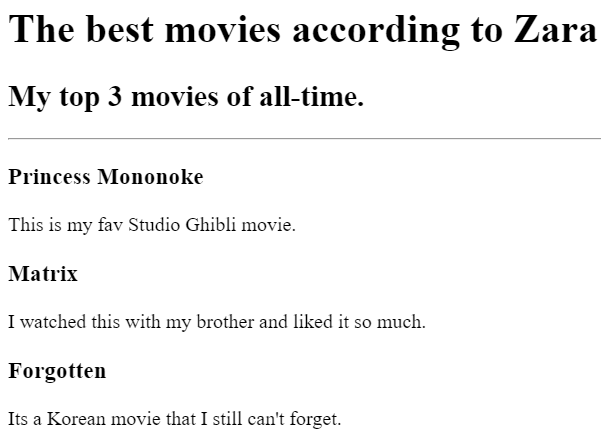 The best movies according to Zara
My top 3 movies of all-time.
Princess Mononoke
This is my fav Studio Ghibli movie.
Matrix
I watched this with my brother and liked it so much.
Forgotten
Its a Korean movie that I still can't forget.